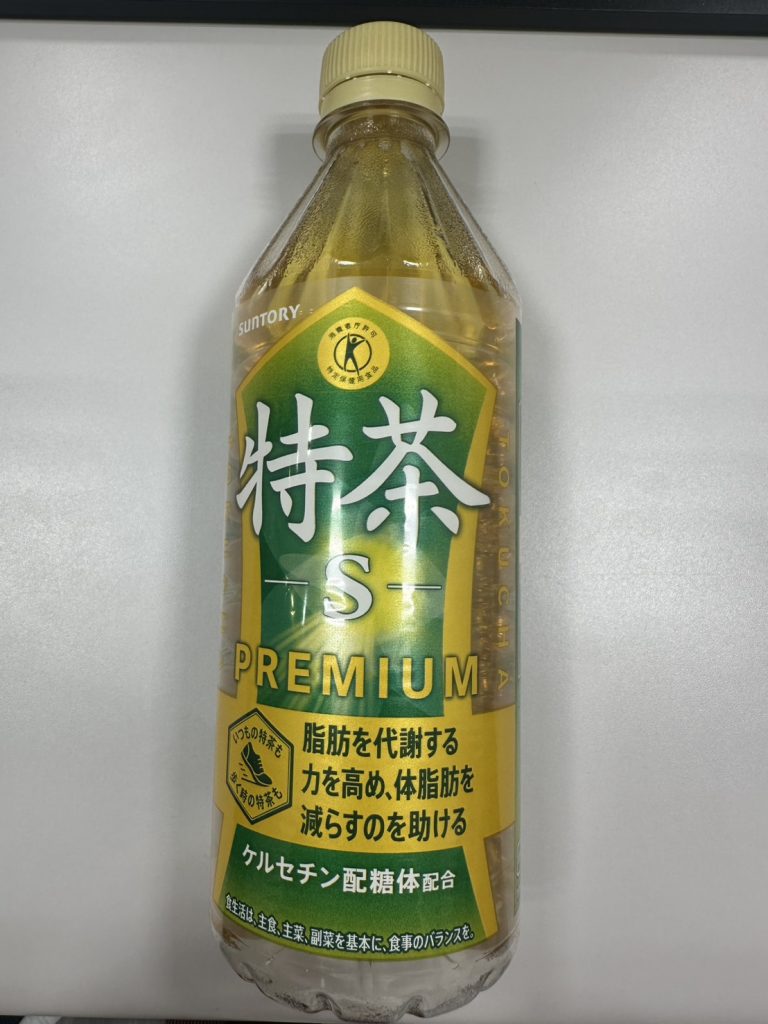 SUNTORY
消費者庁許可
特定保健用食品
特茶
S
PREMIUM
TOKUCHA
いつもの特茶も
歩く時の特茶も
脂肪を代謝する
力を高め、体脂肪を
減らすのを助ける
ケルセチン配糖体配合
食生活は、主食、主菜、副菜を基本に、食事のバランスを。